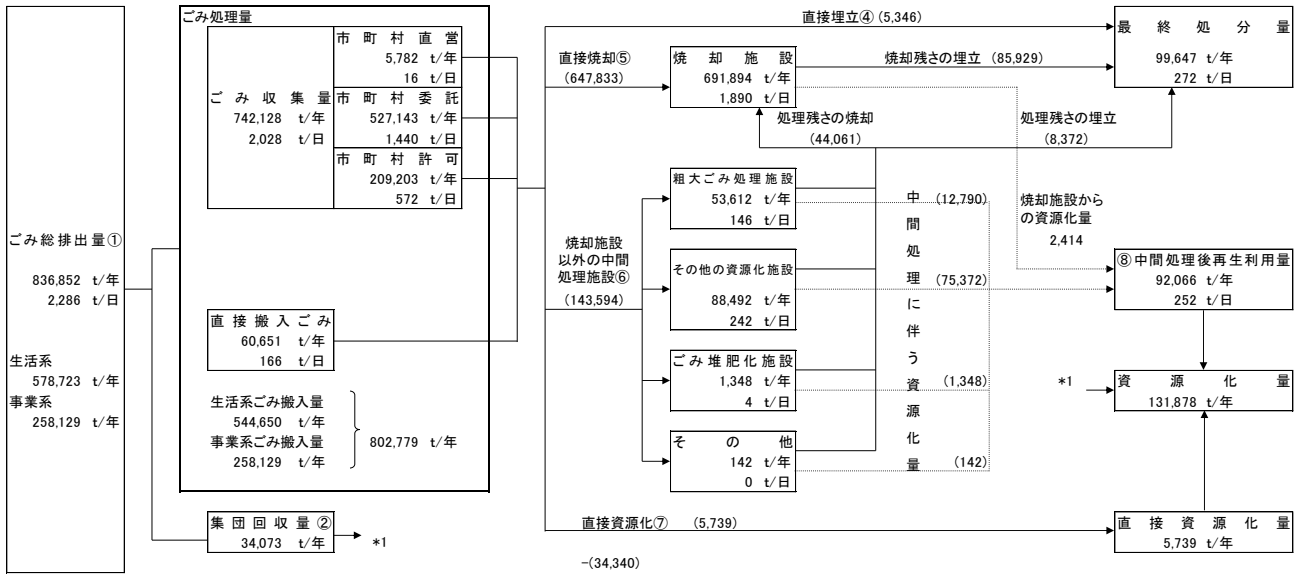 ごみ総排出量①
836,852 t/年
2,286 t/日
生活系
578,723 t/年
事業系
258,129 t/年
ごみ処理量
ごみ収集量
742,128 t/年
2,028 t/日
市町村直営
5,782 t/年
16 t/日
市町村委託
527,143 t/年
1,440 t/日
市町村許可
209,203 t/年
572 t/日
直接搬入ごみ
60,651 t/年
166 t/日
生活系ごみ搬入量
544,650 t/年
事業系ごみ搬入量
258,129 t/年
802,779 t/年
集団回収量②
34,073 t/年
*1
直接埋立④ (5,346)
直接焼却⑤
(647,833)
焼却施設
691,894 t/年
1,890 t/日
焼却残さの埋立 (85,929)
処理残さの焼却
(44,061)
処理残さの埋立
(8,372)
焼却施設
以外の中間
処理施設⑥
(143,594)
粗大ごみ処理施設
53,612 t/年
146 t/日
その他の資源化施設
88,492 t/年
242 t/日
ごみ堆肥化施設
1,348 t/年
4 t/日
その他
142 t/年
0 t/日
中間処理に伴う資源化量
(12,790)
(75,372)
(1,348)
(142)
焼却施設から
の資源化量
2,414
直接資源化⑦ (5,739)
-(34,340)
最終処分量
99,647 t/年
272 t/日
⑧中間処理後再生利用量
92,066 t/年
252 t/日
*1
資源化量
131,878 t/年
直接資源化量
5,739 t/年